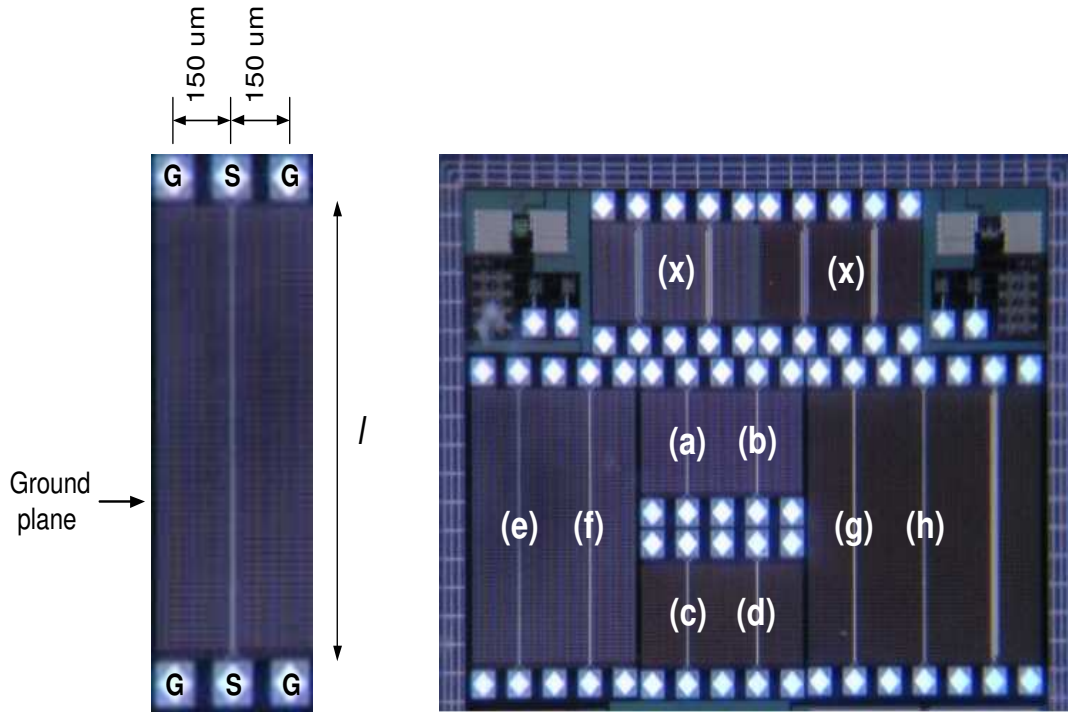 150 um
150 um
G S G
l
Ground
plane
G S G
(x) (x)
(a) (b)
(e) (f) (g) (h)
(c) (d)